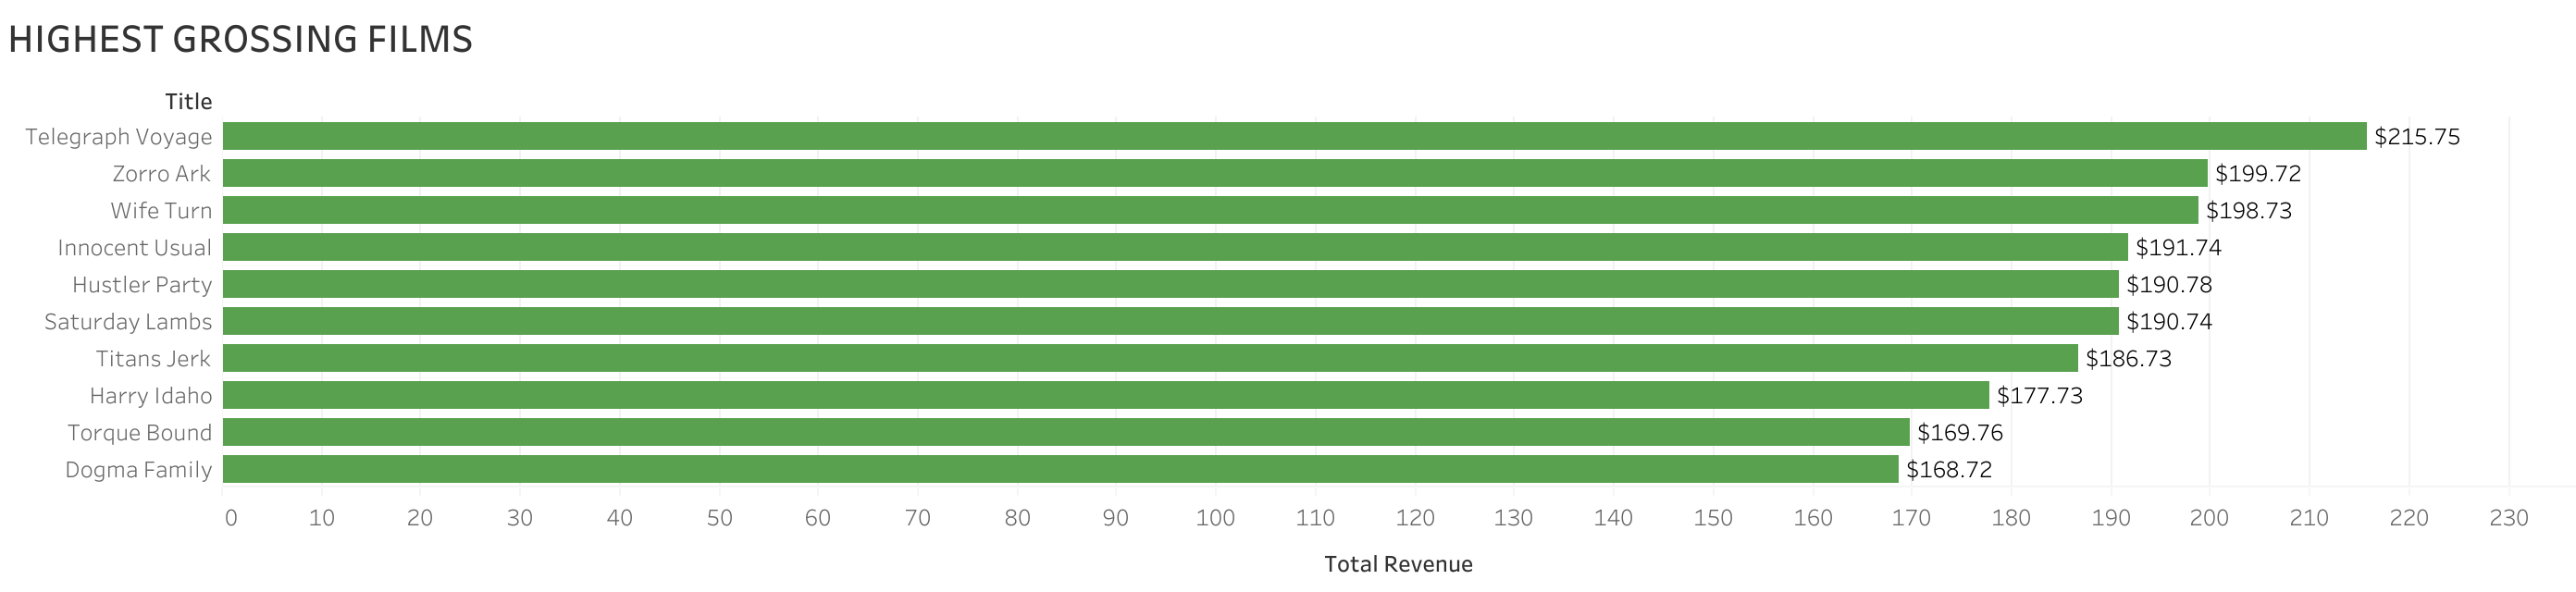 HIGHEST GROSSING FILMS
Title
Telegraph Voyage $215.75
Zorro Ark $199.72
Wife Turn $198.73
Innocent Usual $191.74
Hustler Party $190.78
Saturday Lambs $190.74
Titans Jerk $186.73
Harry Idaho $177.73
Torque Bound $169.76
Dogma Family $168.72
0 10 20 30 40 50 60 70 80 90 100 110 120 130 140 150 160 170 180 190 200 210 220 230
Total Revenue